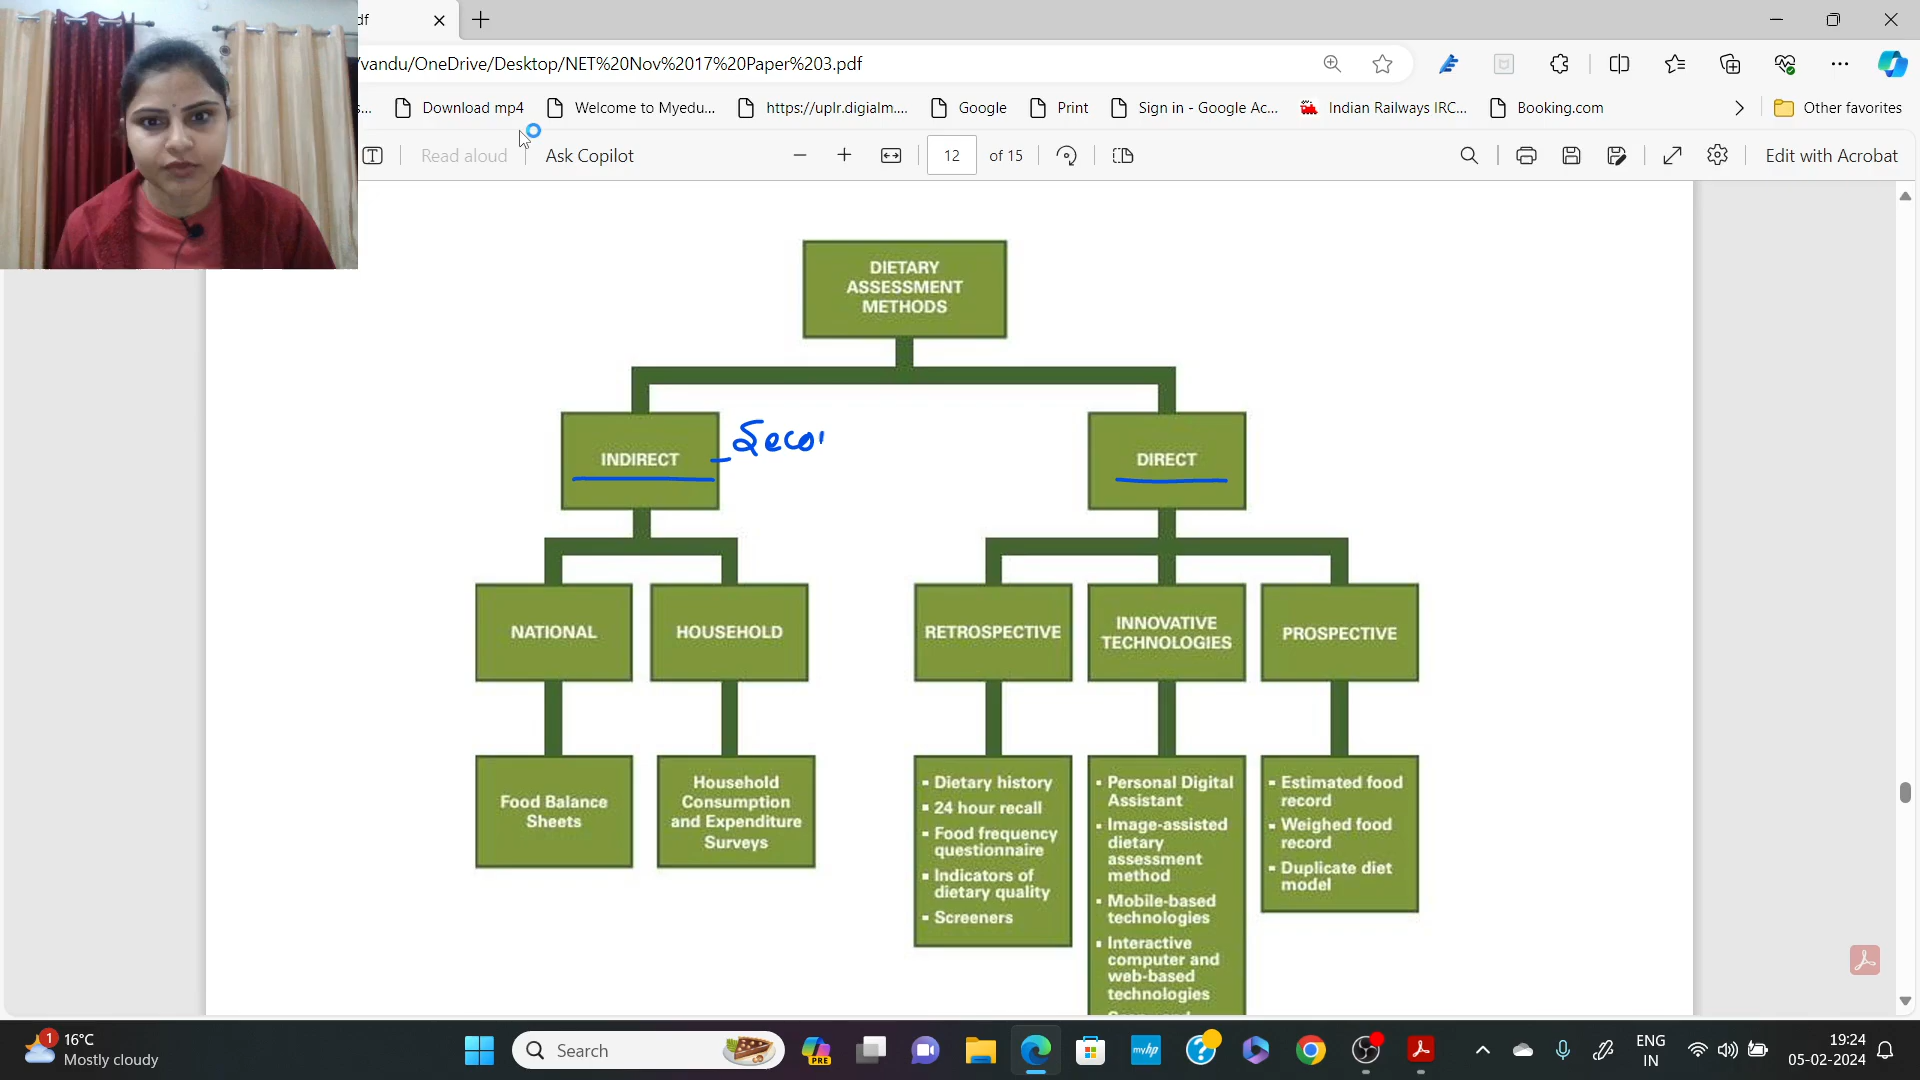 df
/vandu/OneDrive/Desktop/NET%20Nov%2017%20Paper%203.pdf
s...
Download mp4
Welcome to Myedu...
https://uplr.digialm....
Google
Print
Sign in - Google Ac...
Indian Railways IRC...
Booking.com
Other favorites
Read aloud
Ask Copilot
12
of 15
Edit with Acrobat
DIETARY
ASSESSMENT
METHODS
INDIRECT
Seco
DIRECT
NATIONAL
HOUSEHOLD
RETROSPECTIVE
INNOVATIVE
TECHNOLOGIES
PROSPECTIVE
Food Balance
Sheets
Household
Consumption
and Expenditure
Surveys
▪ Dietary history
▪ 24 hour recall
▪ Food frequency
questionnaire
▪ Indicators of
dietary quality
▪ Screeners
▪ Personal Digital
Assistant
▪ Image-assisted
dietary
assessment
method
▪ Mobile-based
technologies
▪ Interactive
computer and
web-based
technologies
▪ Estimated food
record
▪ Weighed food
record
▪ Duplicate diet
model
1
16°C
Mostly cloudy
Search
PRE
myhp
ENG
IN
19:24
05-02-2024